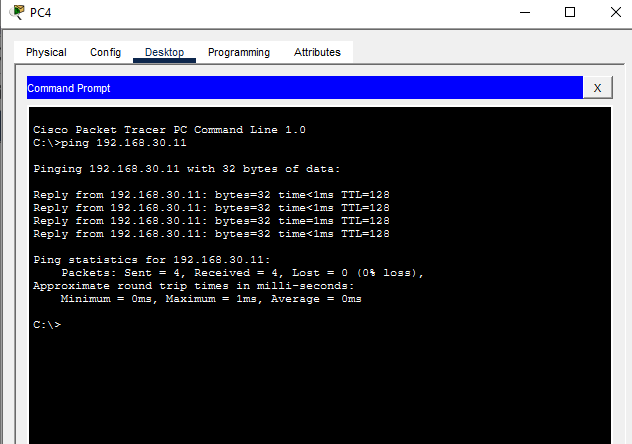 PC4
Physical Config Desktop Programming Attributes
Command Prompt
X
Cisco Packet Tracer PC Command Line 1.0
C:\>ping 192.168.30.11
Pinging 192.168.30.11 with 32 bytes of data:
Reply from 192.168.30.11: bytes=32 time<1ms TTL=128
Reply from 192.168.30.11: bytes=32 time<1ms TTL=128
Reply from 192.168.30.11: bytes=32 time=1ms TTL=128
Reply from 192.168.30.11: bytes=32 time<1ms TTL=128
Ping statistics for 192.168.30.11:
Packets: Sent = 4, Received = 4, Lost = 0 (0% loss),
Approximate round trip times in milli-seconds:
Minimum = 0ms, Maximum = 1ms, Average = 0ms
C:\>